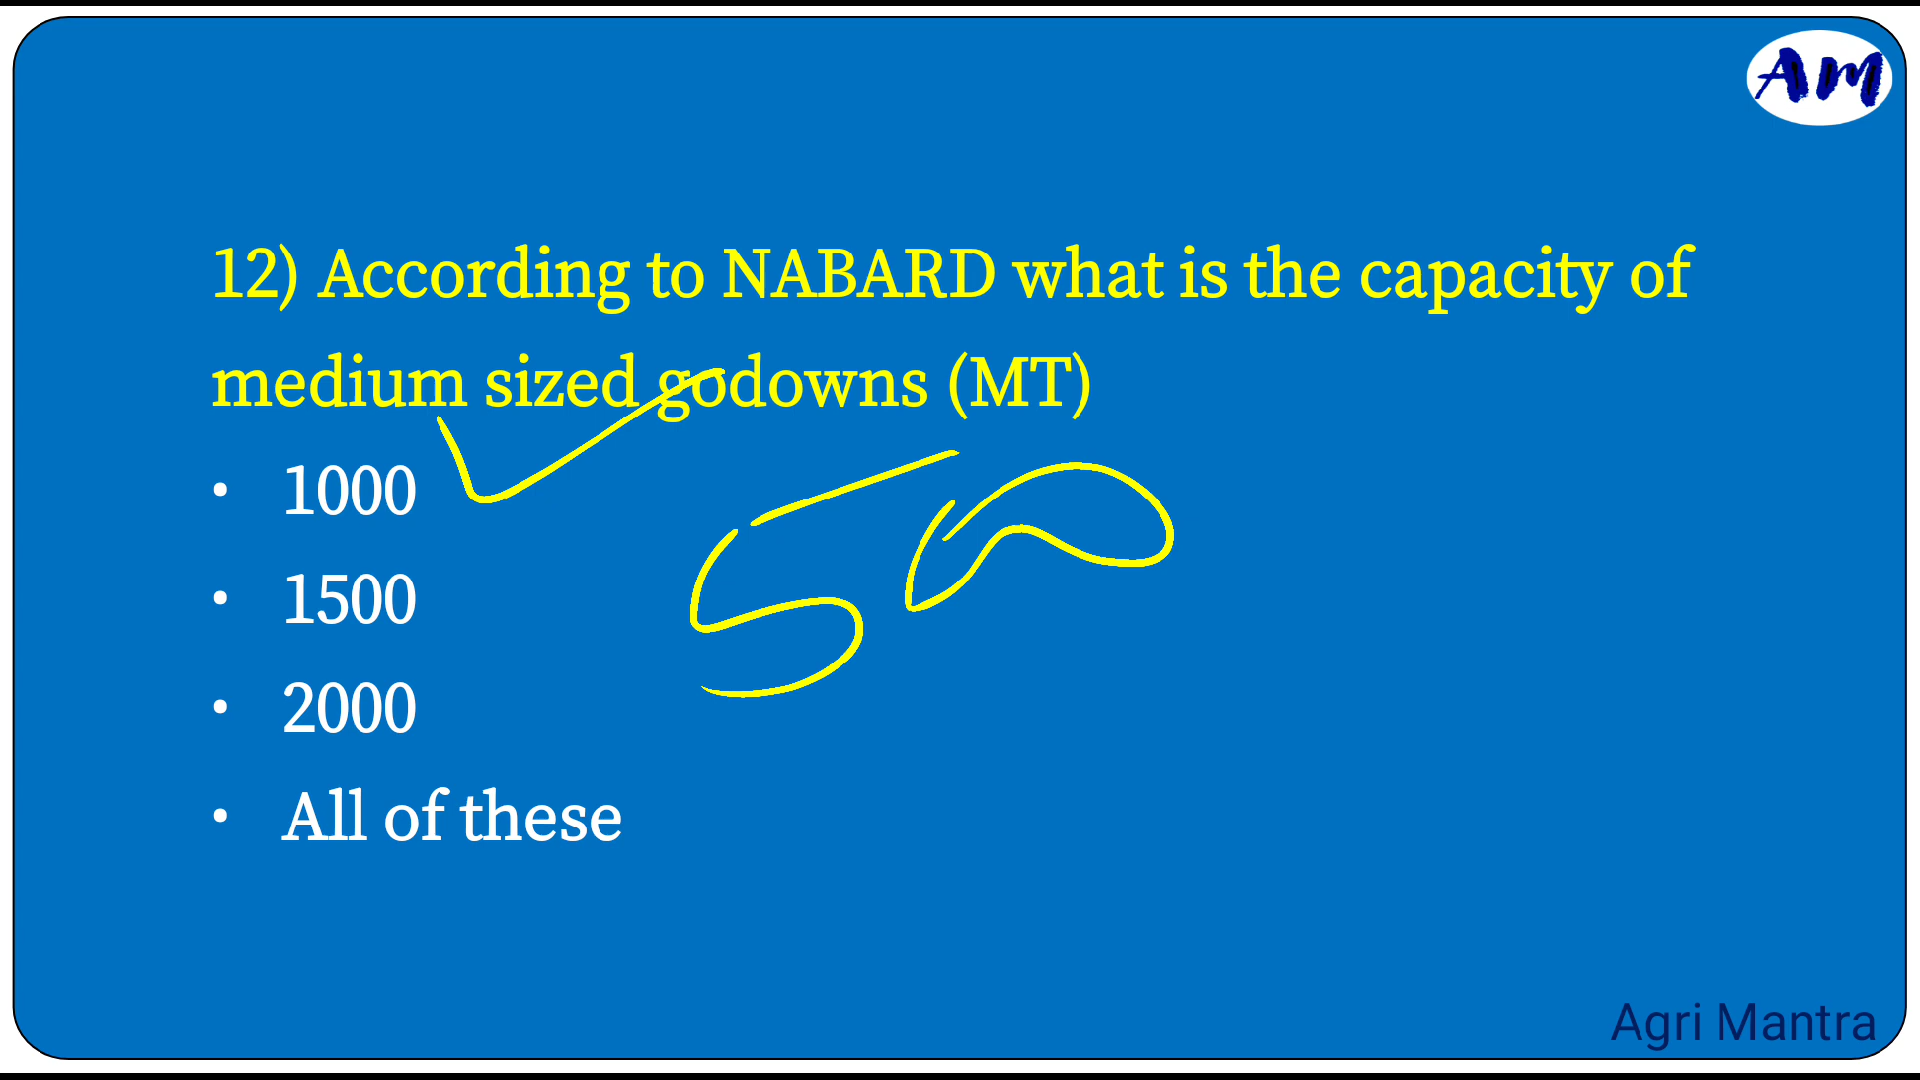 AM
12) According to NABARD what is the capacity of
medium sized godowns (MT)
• 1000
• 1500
• 2000
• All of these
50
Agri Mantra